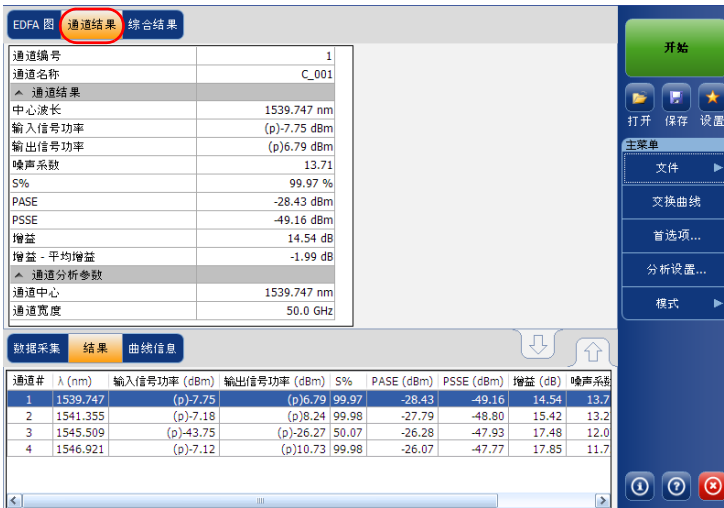 EDFA 图 通道结果 综合结果
通道编号 1
通道名称 C_001
通道结果
中心波长 1539.747 nm
输入信号功率 (p)-7.75 dBm
输出信号功率 (p)6.79 dBm
噪声系数 13.71
S% 99.97 %
PASE -28.43 dBm
PSSE -49.16 dBm
增益 14.54 dB
增益 - 平均增益 -1.99 dB
通道分析参数
通道中心 1539.747 nm
通道宽度 50.0 GHz
数据采集 结果 曲线信息
通道# λ (nm) 输入信号功率 (dBm) 输出信号功率 (dBm) S% PASE (dBm) PSSE (dBm) 增益 (dB) 噪声系数
1 1539.747 (p)-7.75 (p)6.79 99.97 -28.43 -49.16 14.54 13.7
2 1541.355 (p)-7.18 (p)8.24 99.98 -27.79 -48.80 15.42 13.2
3 1545.509 (p)-43.75 (p)-26.27 50.07 -26.28 -47.93 17.48 12.0
4 1546.921 (p)-7.12 (p)10.73 99.98 -26.07 -47.77 17.85 11.7
开始
打开 保存 设置
主菜单
文件
交换曲线
首选项...
分析设置...
模式